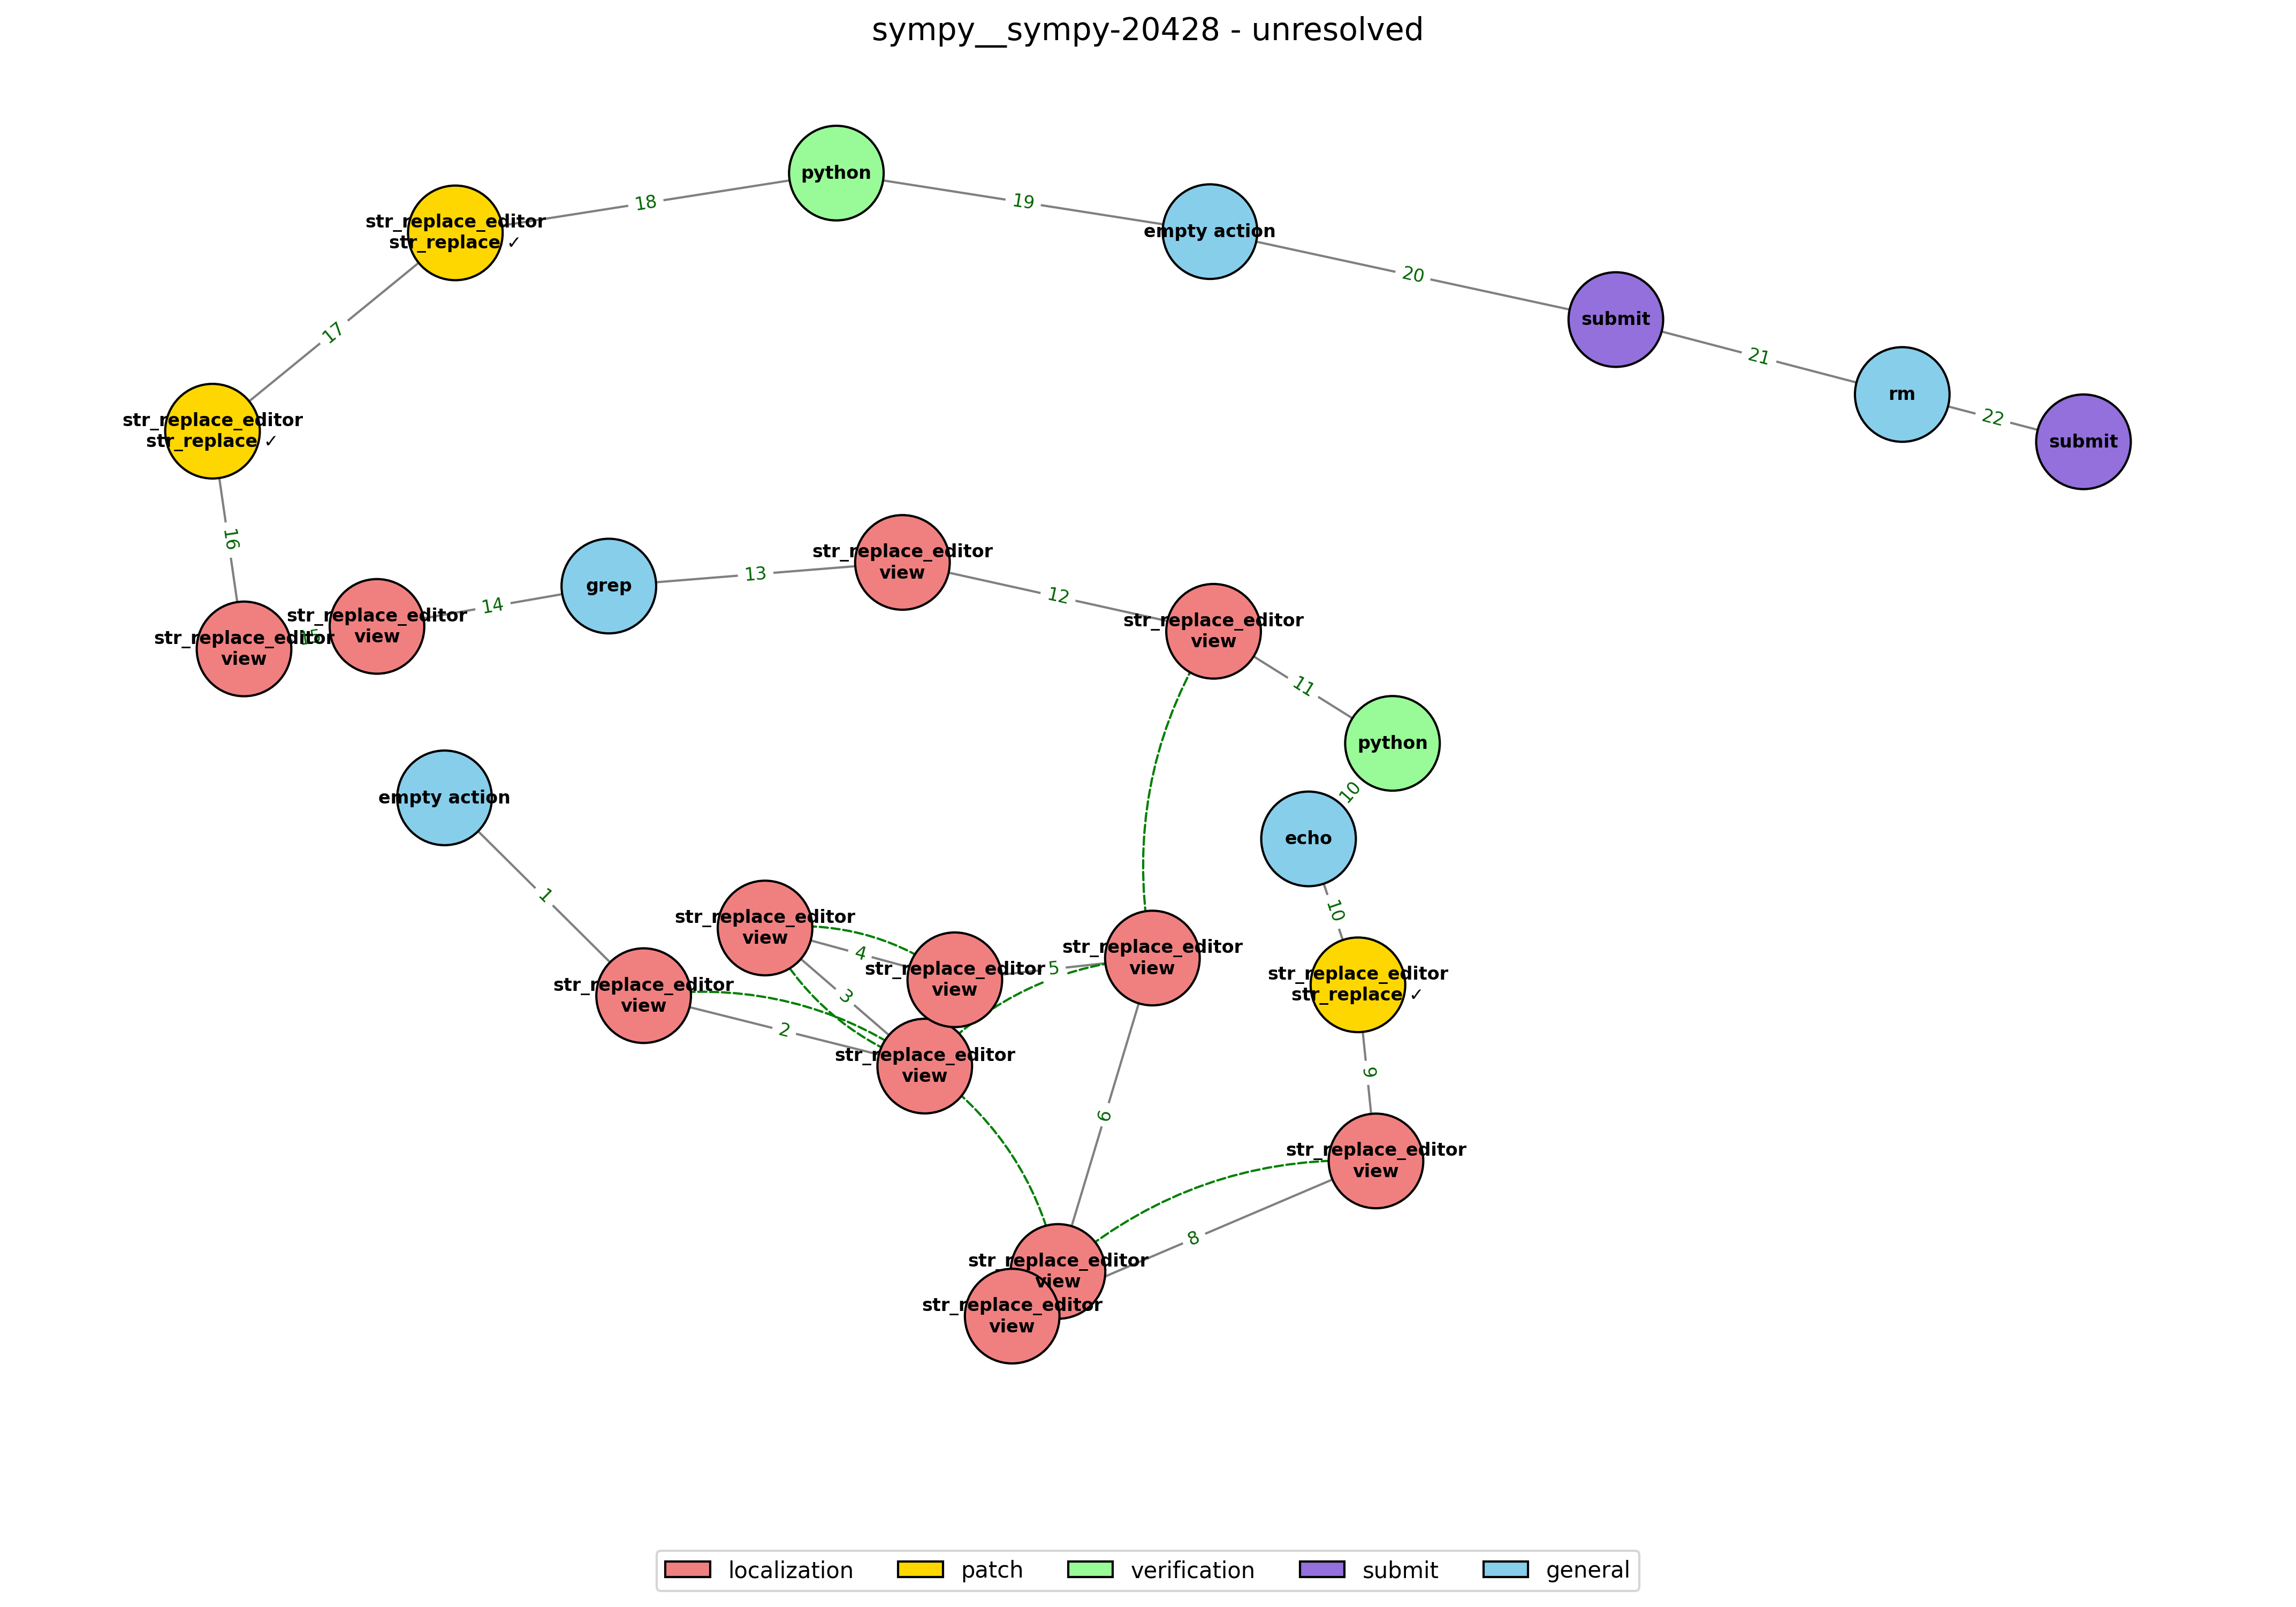 sympy__sympy-20428 - unresolved
python
18
19
str_replace_editor
str_replace ✓
empty action
20
submit
17
21
rm
22
submit
str_replace_editor
str_replace ✓
16
str_replace_editor
view
13
grep
12
14
str_replace_editor
view
str_replace_editor
view
15
str_replace_editor
view
11
python
empty action
10
echo
1
10
str_replace_editor
view
4
str_replace_editor
view
5
str_replace_editor
view
str_replace_editor
str_replace ✓
str_replace_editor
view
3
2
str_replace_editor
view
9
6
str_replace_editor
view
8
str_replace_editor
view
str_replace_editor
view
localization
patch
verification
submit
general